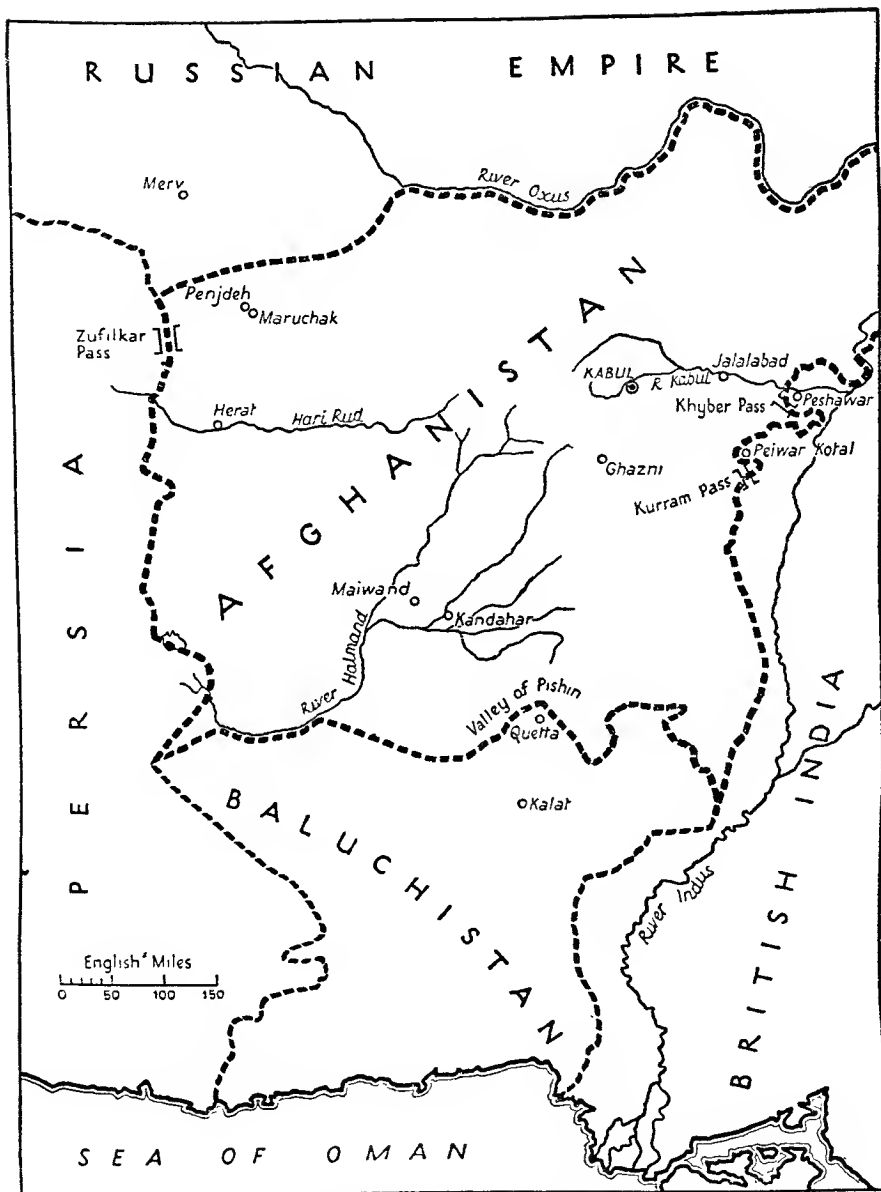 RUSSIAN EMPIRE
Merv
River Oxus
Penjdeh
Maruchak
Zufilkar
Pass
KABUL
R Kabul
Jalalabad
Khyber Pass
Peshawar
Herat
Hari Rud
Ghazni
Peiwar Kotal
Kurram Pass
AFGHANISTAN
PERSIA
Maiwand
Kandahar
River Halmand
Valley of Pishin
Quetta
Kalat
BALUCHISTAN
River Indus
BRITISH INDIA
English Miles
0 50 100 150
SEA OF OMAN